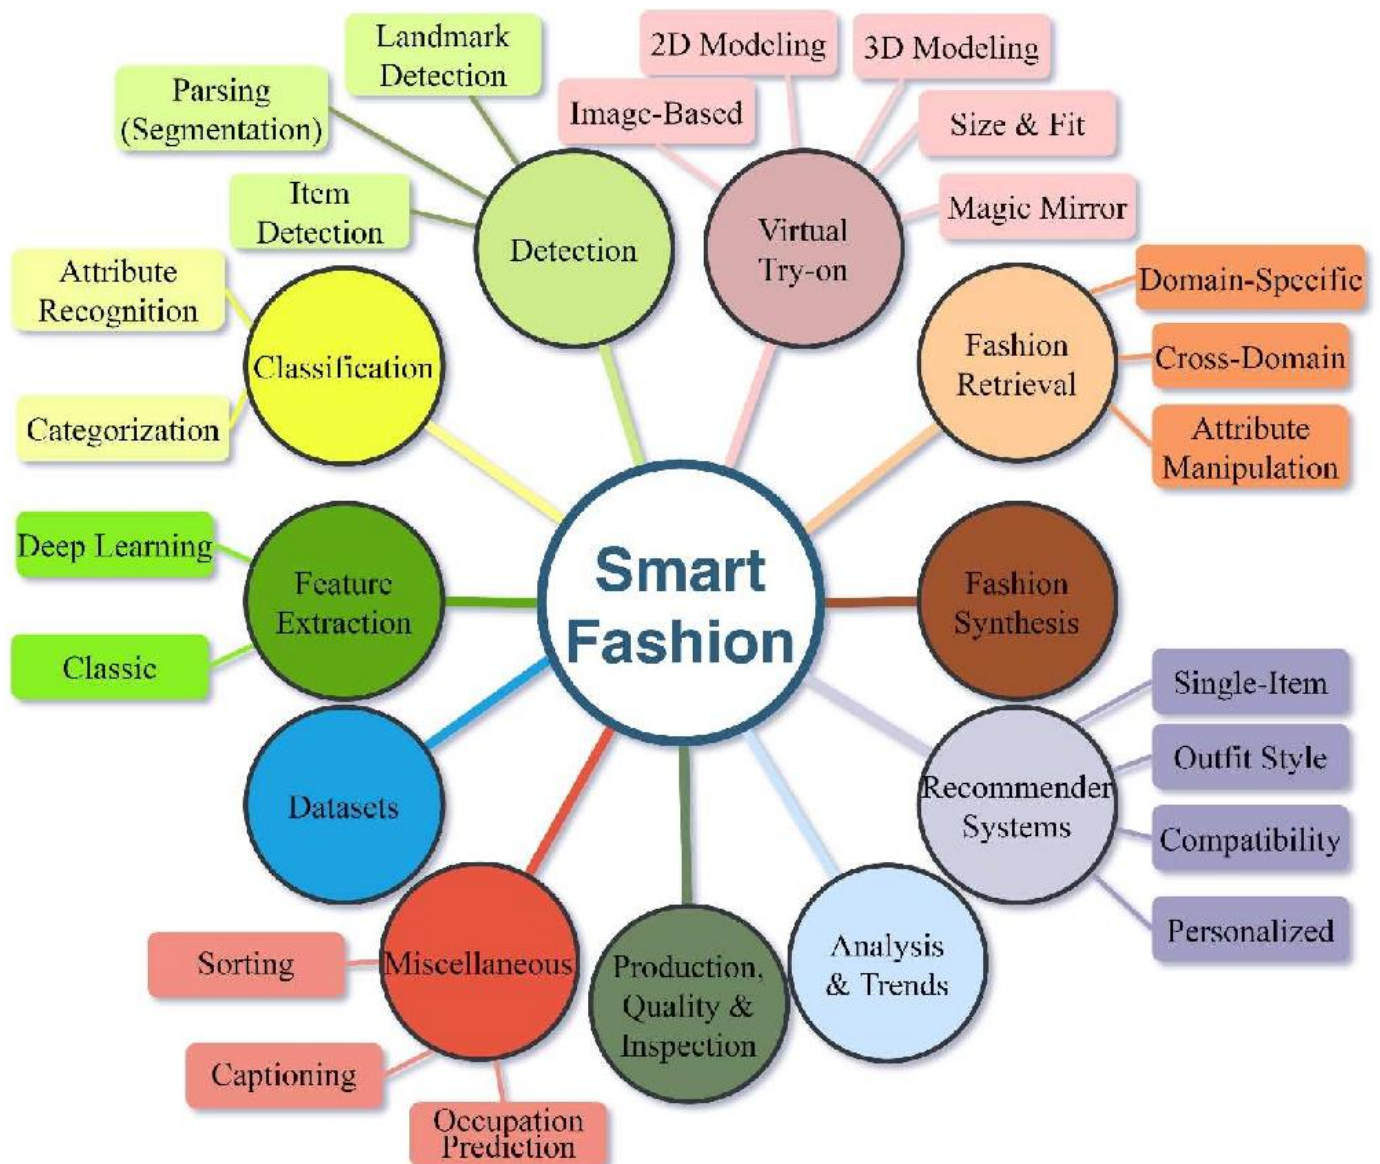 Landmark
Detection
Parsing
(Segmentation)
Item
Detection
Detection
2D Modeling
3D Modeling
Image-Based
Size & Fit
Magic Mirror
Virtual
Try-on
Attribute
Recognition
Categorization
Classification
Domain-Specific
Cross-Domain
Attribute
Manipulation
Fashion
Retrieval
Deep Learning
Classic
Feature
Extraction
Smart
Fashion
Fashion
Synthesis
Datasets
Single-Item
Outfit Style
Compatibility
Personalized
Recommender
Systems
Sorting
Captioning
Occupation
Prediction
Miscellaneous
Production,
Quality &
Inspection
Analysis
& Trends